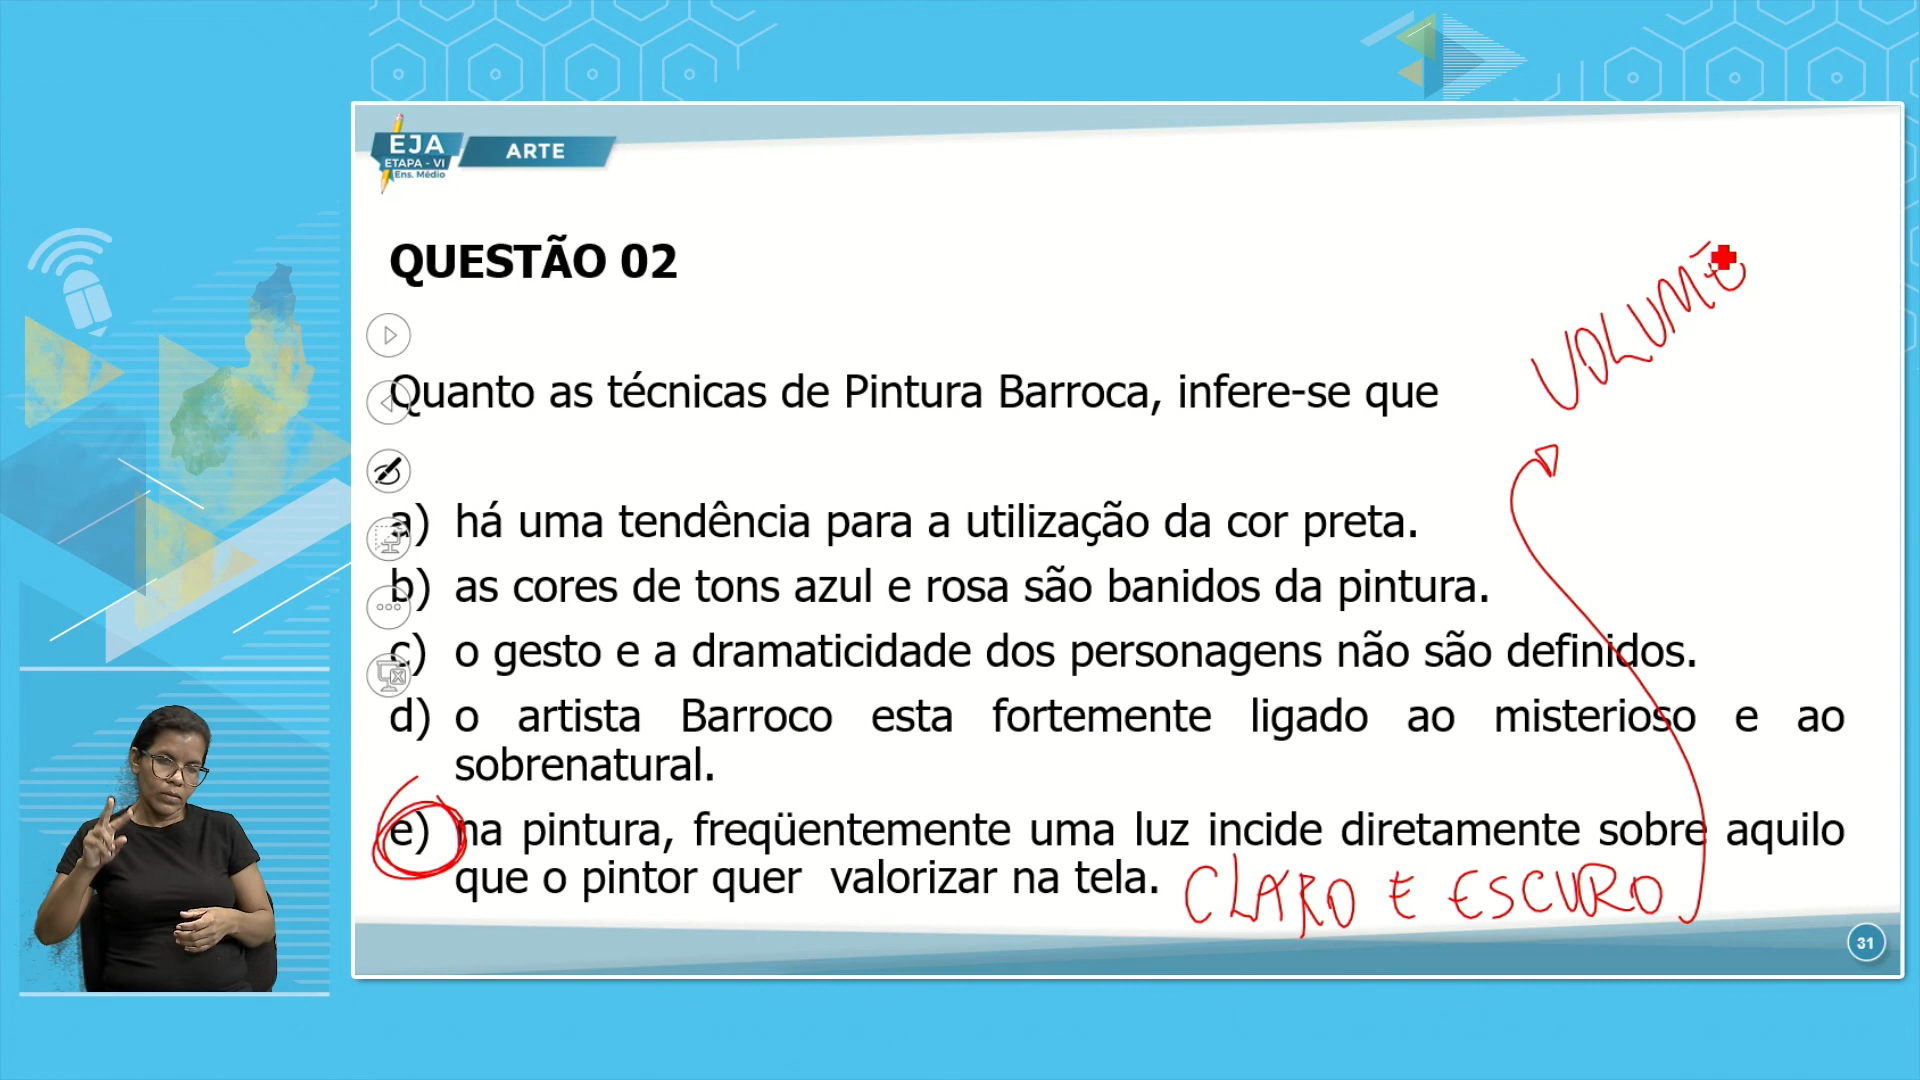 EJA
ETAPA - VI
Ens. Médio
ARTE
QUESTÃO 02
VOLUME
Quanto as técnicas de Pintura Barroca, infere-se que
a) há uma tendência para a utilização da cor preta.
b) as cores de tons azul e rosa são banidos da pintura.
c) o gesto e a dramaticidade dos personagens não são definidos.
d) o artista Barroco esta fortemente ligado ao misterioso e ao
sobrenatural.
e) na pintura, freqüentemente uma luz incide diretamente sobre aquilo
que o pintor quer valorizar na tela.
CLARO E ESCURO
31